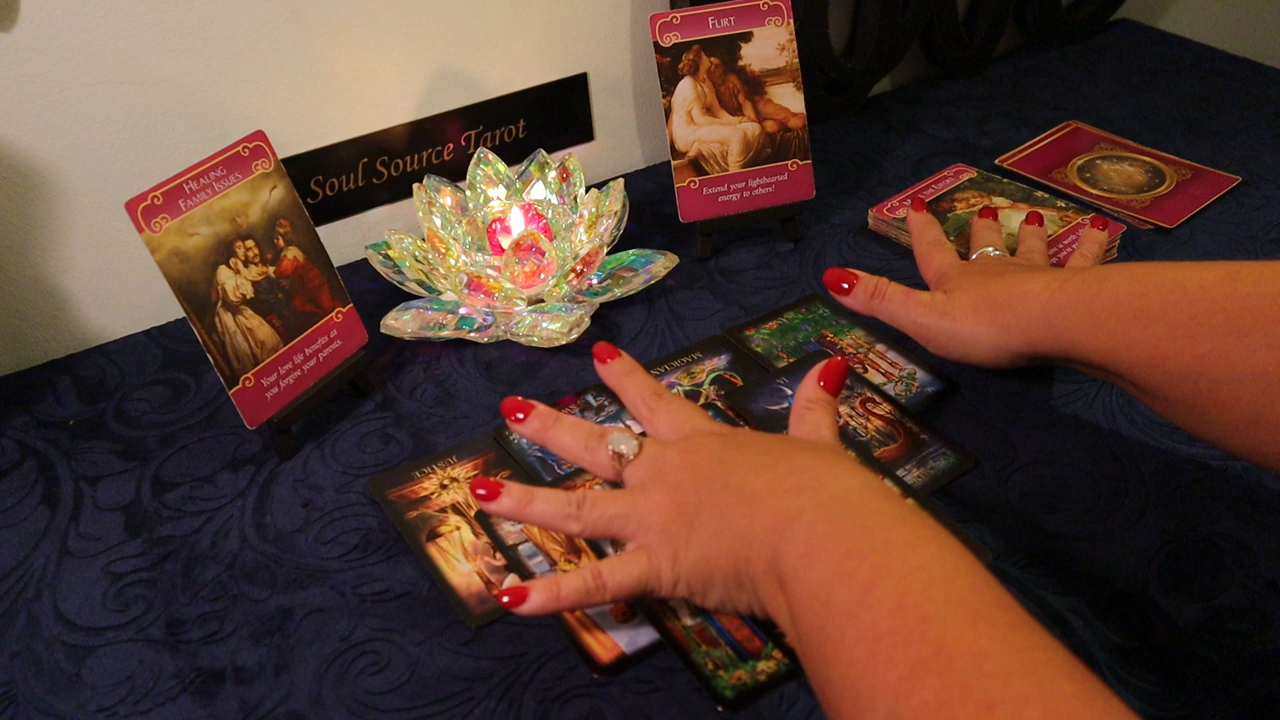 HEALING
FAMILY ISSUES
Your love life benefits as
you forgive your parents.
Soul Source Tarot
FLIRT
Extend your lighthearted
energy to others!
JUSTICE
MAGICIAN